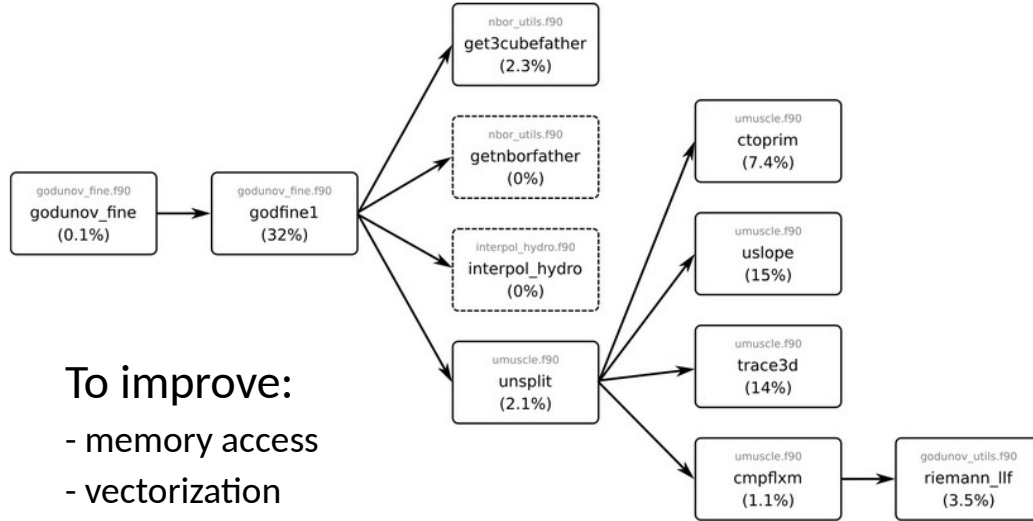 nbor_utils.f90
get3cubefather
(2.3%)
nbor_utils.f90
getnborfather
(0%)
umuscle.f90
ctoprim
(7.4%)
godunov_fine.f90
godunov_fine
(0.1%)
godunov_fine.f90
godfine1
(32%)
interpol_hydro.f90
interpol_hydro
(0%)
umuscle.f90
uslope
(15%)
umuscle.f90
unsplit
(2.1%)
umuscle.f90
trace3d
(14%)
umuscle.f90
cmpflxm
(1.1%)
godunov_utils.f90
riemann_llf
(3.5%)
To improve:
- memory access
- vectorization